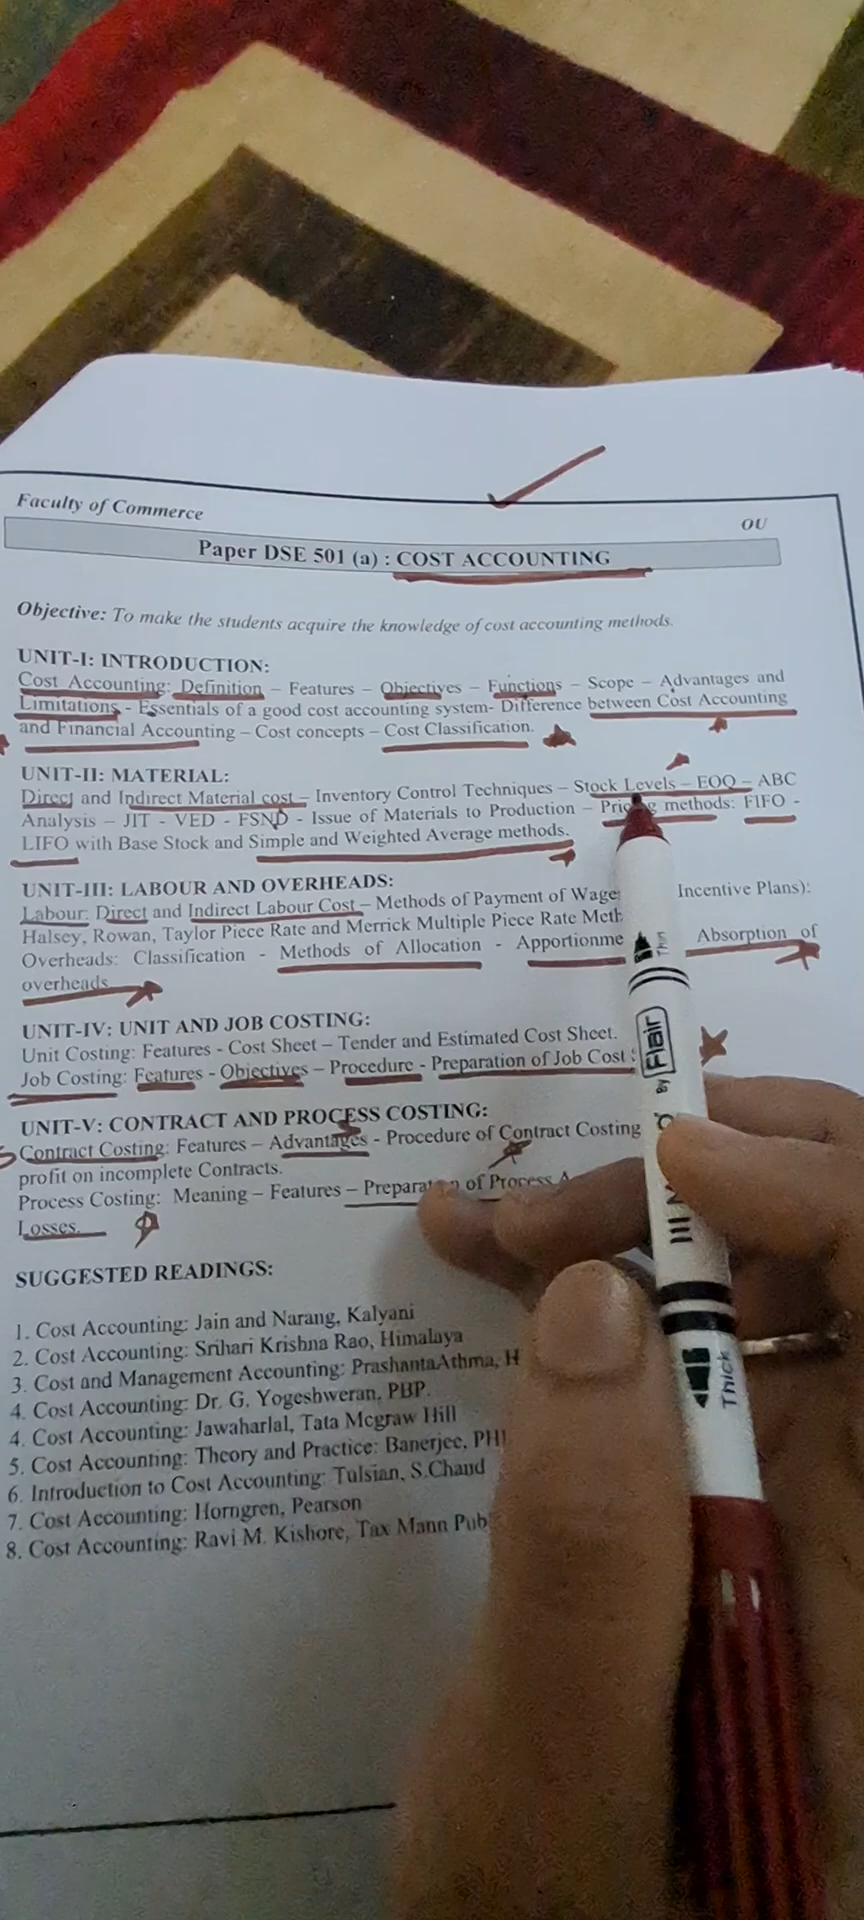 Faculty of Commerce
OU
Paper DSE 501 (a) : COST ACCOUNTING
Objective: To make the students acquire the knowledge of cost accounting methods.
UNIT-I: INTRODUCTION:
Cost Accounting: Definition – Features – Objectives – Functions – Scope – Advantages and
Limitations - Essentials of a good cost accounting system- Difference between Cost Accounting
and Financial Accounting – Cost concepts – Cost Classification.
UNIT-II: MATERIAL:
Direct and Indirect Material cost – Inventory Control Techniques – Stock Levels – EOQ – ABC
Analysis – JIT - VED - FSND - Issue of Materials to Production – Pricing methods: FIFO -
LIFO with Base Stock and Simple and Weighted Average methods.
UNIT-III: LABOUR AND OVERHEADS:
Labour: Direct and Indirect Labour Cost – Methods of Payment of Wage Incentive Plans):
Halsey, Rowan, Taylor Piece Rate and Merrick Multiple Piece Rate Meth
Overheads: Classification - Methods of Allocation - Apportionme Absorption of
overheads
UNIT-IV: UNIT AND JOB COSTING:
Unit Costing: Features - Cost Sheet – Tender and Estimated Cost Sheet.
Job Costing: Features - Objectives – Procedure - Preparation of Job Cost
UNIT-V: CONTRACT AND PROCESS COSTING:
Contract Costing: Features – Advantages - Procedure of Contract Costing
profit on incomplete Contracts.
Process Costing: Meaning – Features – Preparat of Process A
Losses.
SUGGESTED READINGS:
1. Cost Accounting: Jain and Narang, Kalyani
2. Cost Accounting: Srihari Krishna Rao, Himalaya
3. Cost and Management Accounting: PrashantaAthma, H
4. Cost Accounting: Dr. G. Yogeshweran, PBP.
4. Cost Accounting: Jawaharlal, Tata Mcgraw Hill
5. Cost Accounting: Theory and Practice: Banerjee, PHI
6. Introduction to Cost Accounting: Tulsian, S.Chand
7. Cost Accounting: Horngren, Pearson
8. Cost Accounting: Ravi M. Kishore, Tax Mann Pub
Thin
By Flair
Thick